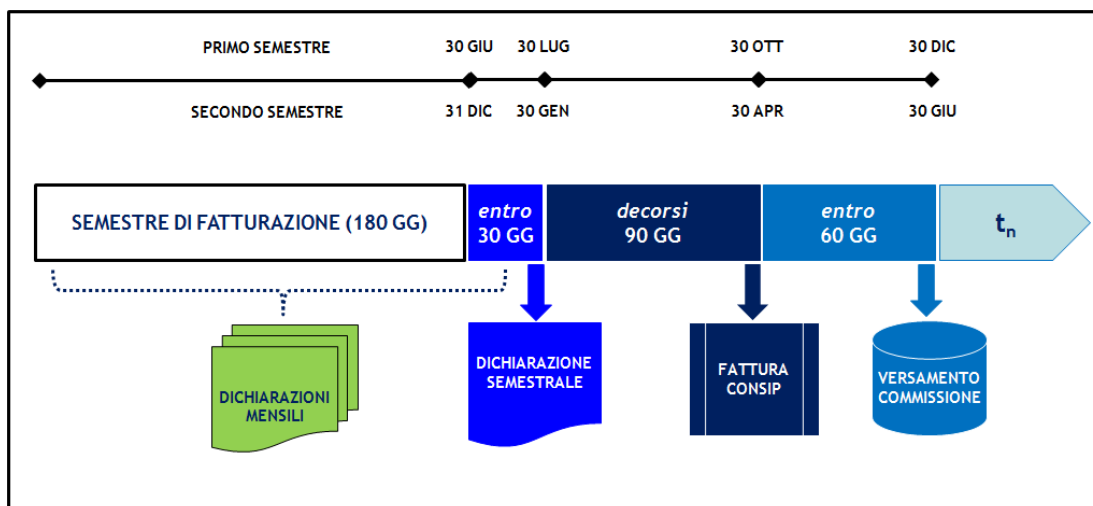 PRIMO SEMESTRE 30 GIU 30 LUG 30 OTT 30 DIC
SECONDO SEMESTRE 31 DIC 30 GEN 30 APR 30 GIU
SEMESTRE DI FATTURAZIONE (180 GG)
entro
30 GG
decorsi
90 GG
entro
60 GG
tn
DICHIARAZIONI
MENSILI
DICHIARAZIONE
SEMESTRALE
FATTURA
CONSIP
VERSAMENTO
COMMISSIONE